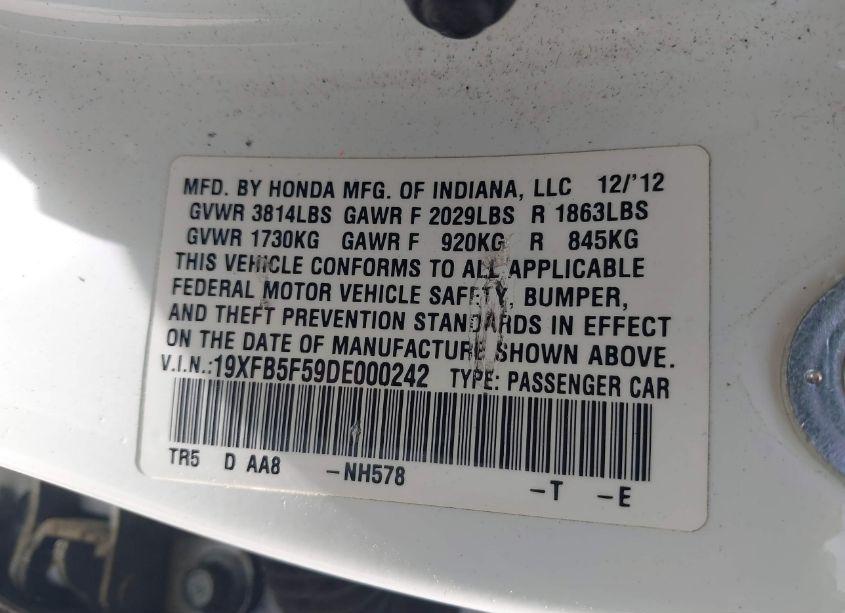 MFD. BY HONDA MFG. OF INDIANA, LLC 12/'12
GVWR 3814LBS GAWR F 2029LBS R 1863LBS
GVWR 1730KG GAWR F 920KG R 845KG
THIS VEHICLE CONFORMS TO ALL APPLICABLE
FEDERAL MOTOR VEHICLE SAFETY, BUMPER,
AND THEFT PREVENTION STANDARDS IN EFFECT
ON THE DATE OF MANUFACTURE SHOWN ABOVE.
V.I.N.:19XFB5F59DE000242 TYPE: PASSENGER CAR
TR5 D AA8 -NH578 -T -E